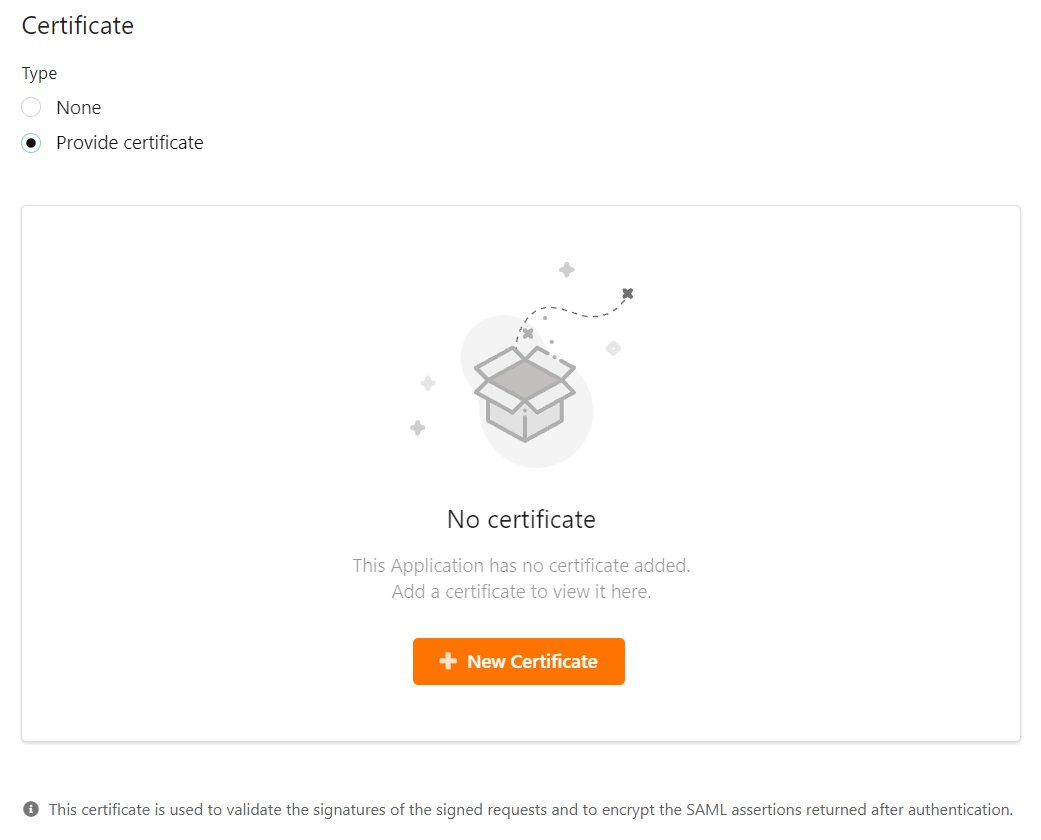 Certificate
Type
None
Provide certificate
No certificate
This Application has no certificate added.
Add a certificate to view it here.
New Certificate
This certificate is used to validate the signatures of the signed requests and to encrypt the SAML assertions returned after authentication.